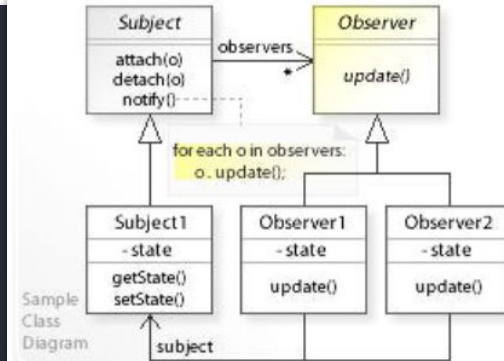 Subject
attach(o)
detach(o)
notify()
observers
*
Observer
update()
for each o in observers:
o . update();
Subject1
- state
getState()
setState()
Observer1
- state
update()
Observer2
- state
update()
Sample
Class
Diagram
subject